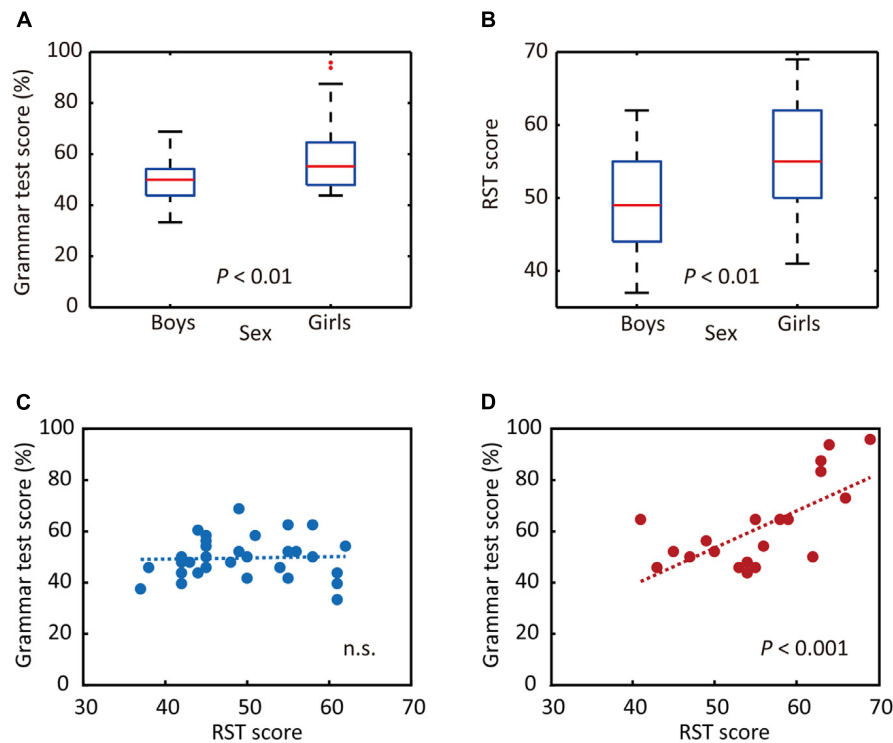 A
Grammar test score (%)
100
80
60
40
20
0
P < 0.01
Boys
Girls
Sex
B
RST score
70
60
50
40
P < 0.01
Boys
Girls
Sex
C
Grammar test score (%)
100
80
60
40
20
0
n.s.
30
40
50
60
70
RST score
D
Grammar test score (%)
100
80
60
40
20
0
P < 0.001
30
40
50
60
70
RST score